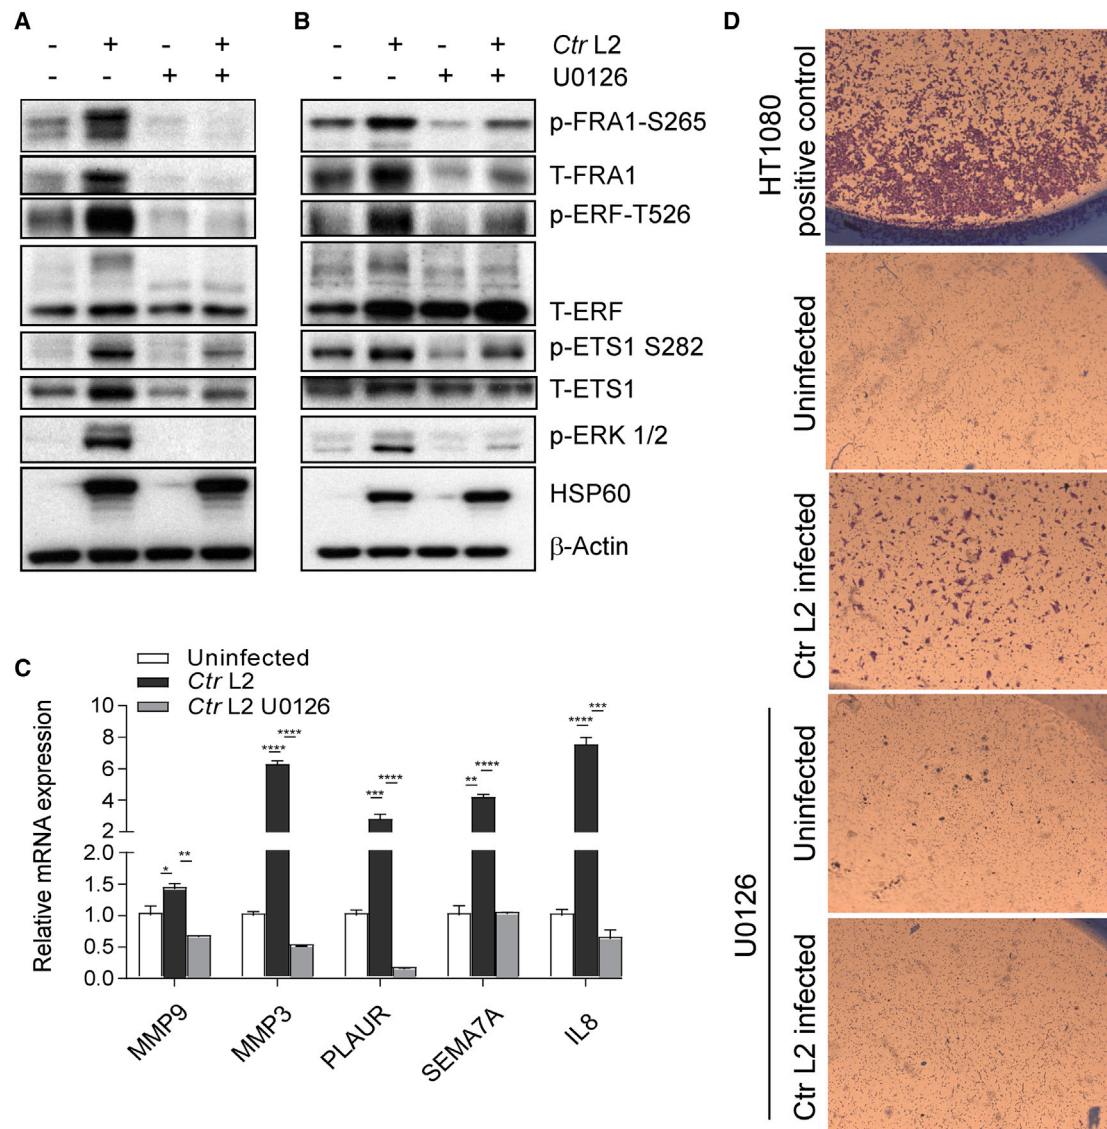 A
B
D
- + - + - + - + Ctr L2
- - + + - - + + U0126
p-FRA1-S265
T-FRA1
p-ERF-T526
T-ERF
p-ETS1 S282
T-ETS1
p-ERK 1/2
HSP60
β-Actin
HT1080
positive control
Uninfected
Ctr L2 infected
U0126
Uninfected
Ctr L2 infected
C
Uninfected
Ctr L2
Ctr L2 U0126
Relative mRNA expression
10
8
6
4
2
2.0
1.5
1.0
0.5
0.0
* ** **** **** *** **** ** **** **** ***
MMP9 MMP3 PLAUR SEMA7A IL8